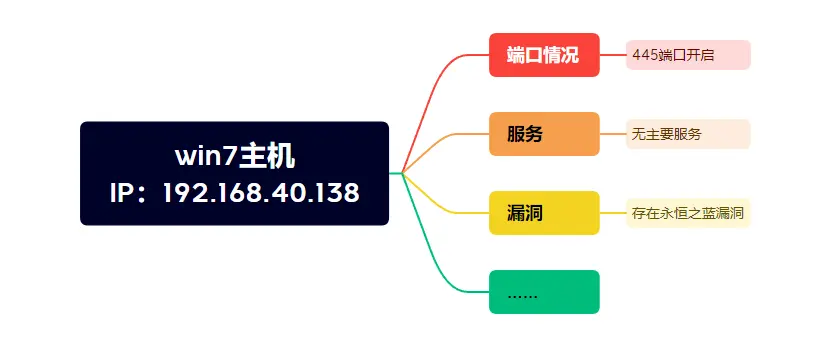 win7主机
IP：192.168.40.138
端口情况
445端口开启
服务
无主要服务
漏洞
存在永恒之蓝漏洞
......